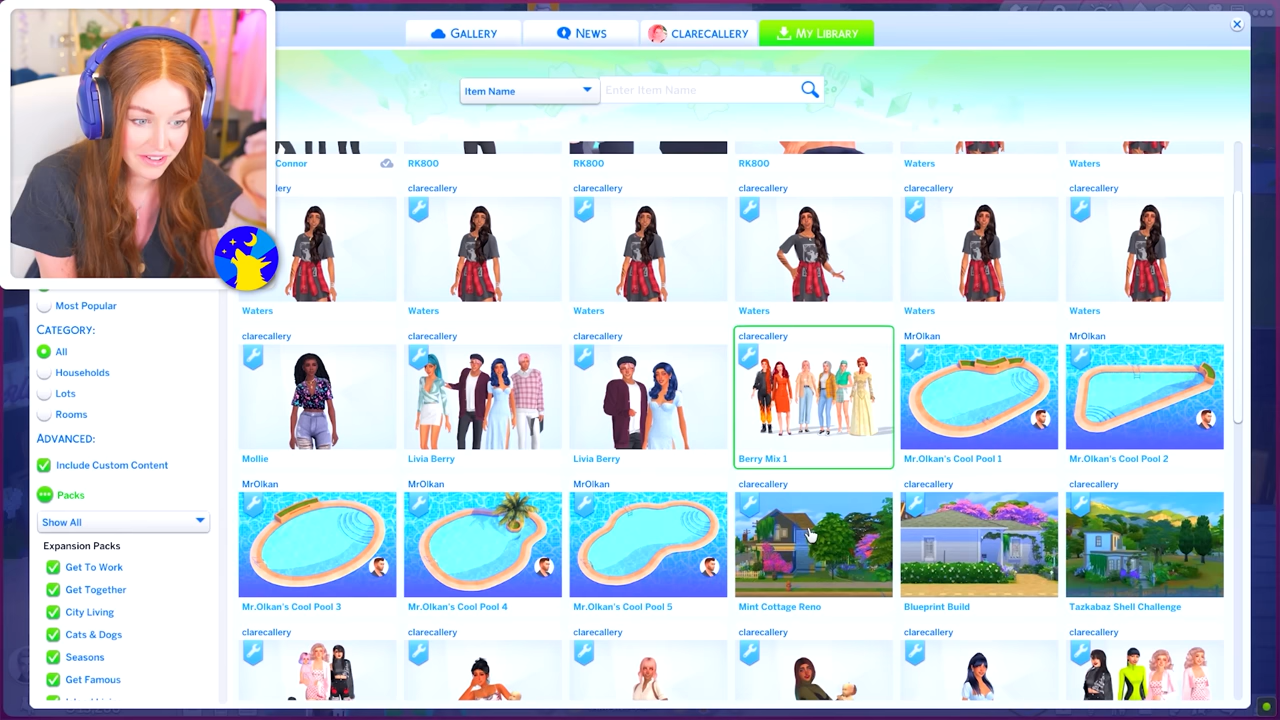 GALLERY
NEWS
CLARECALLERY
MY LIBRARY
Item Name
Enter Item Name
Connor
RK800
RK800
RK800
Waters
Waters
clarecallery
clarecallery
clarecallery
clarecallery
clarecallery
Waters
Waters
Waters
Waters
Waters
Waters
Most Popular
CATEGORY:
All
Households
Lots
Rooms
ADVANCED:
Include Custom Content
Packs
Show All
Expansion Packs
Get To Work
Get Together
City Living
Cats & Dogs
Seasons
Get Famous
clarecallery
clarecallery
clarecallery
clarecallery
MrOlkan
MrOlkan
Mollie
Livia Berry
Livia Berry
Berry Mix 1
Mr.Olkan's Cool Pool 1
Mr.Olkan's Cool Pool 2
MrOlkan
MrOlkan
MrOlkan
clarecallery
clarecallery
clarecallery
Mr.Olkan's Cool Pool 3
Mr.Olkan's Cool Pool 4
Mr.Olkan's Cool Pool 5
Mint Cottage Reno
Blueprint Build
Tazkabaz Shell Challenge
clarecallery
clarecallery
clarecallery
clarecallery
clarecallery
clarecallery